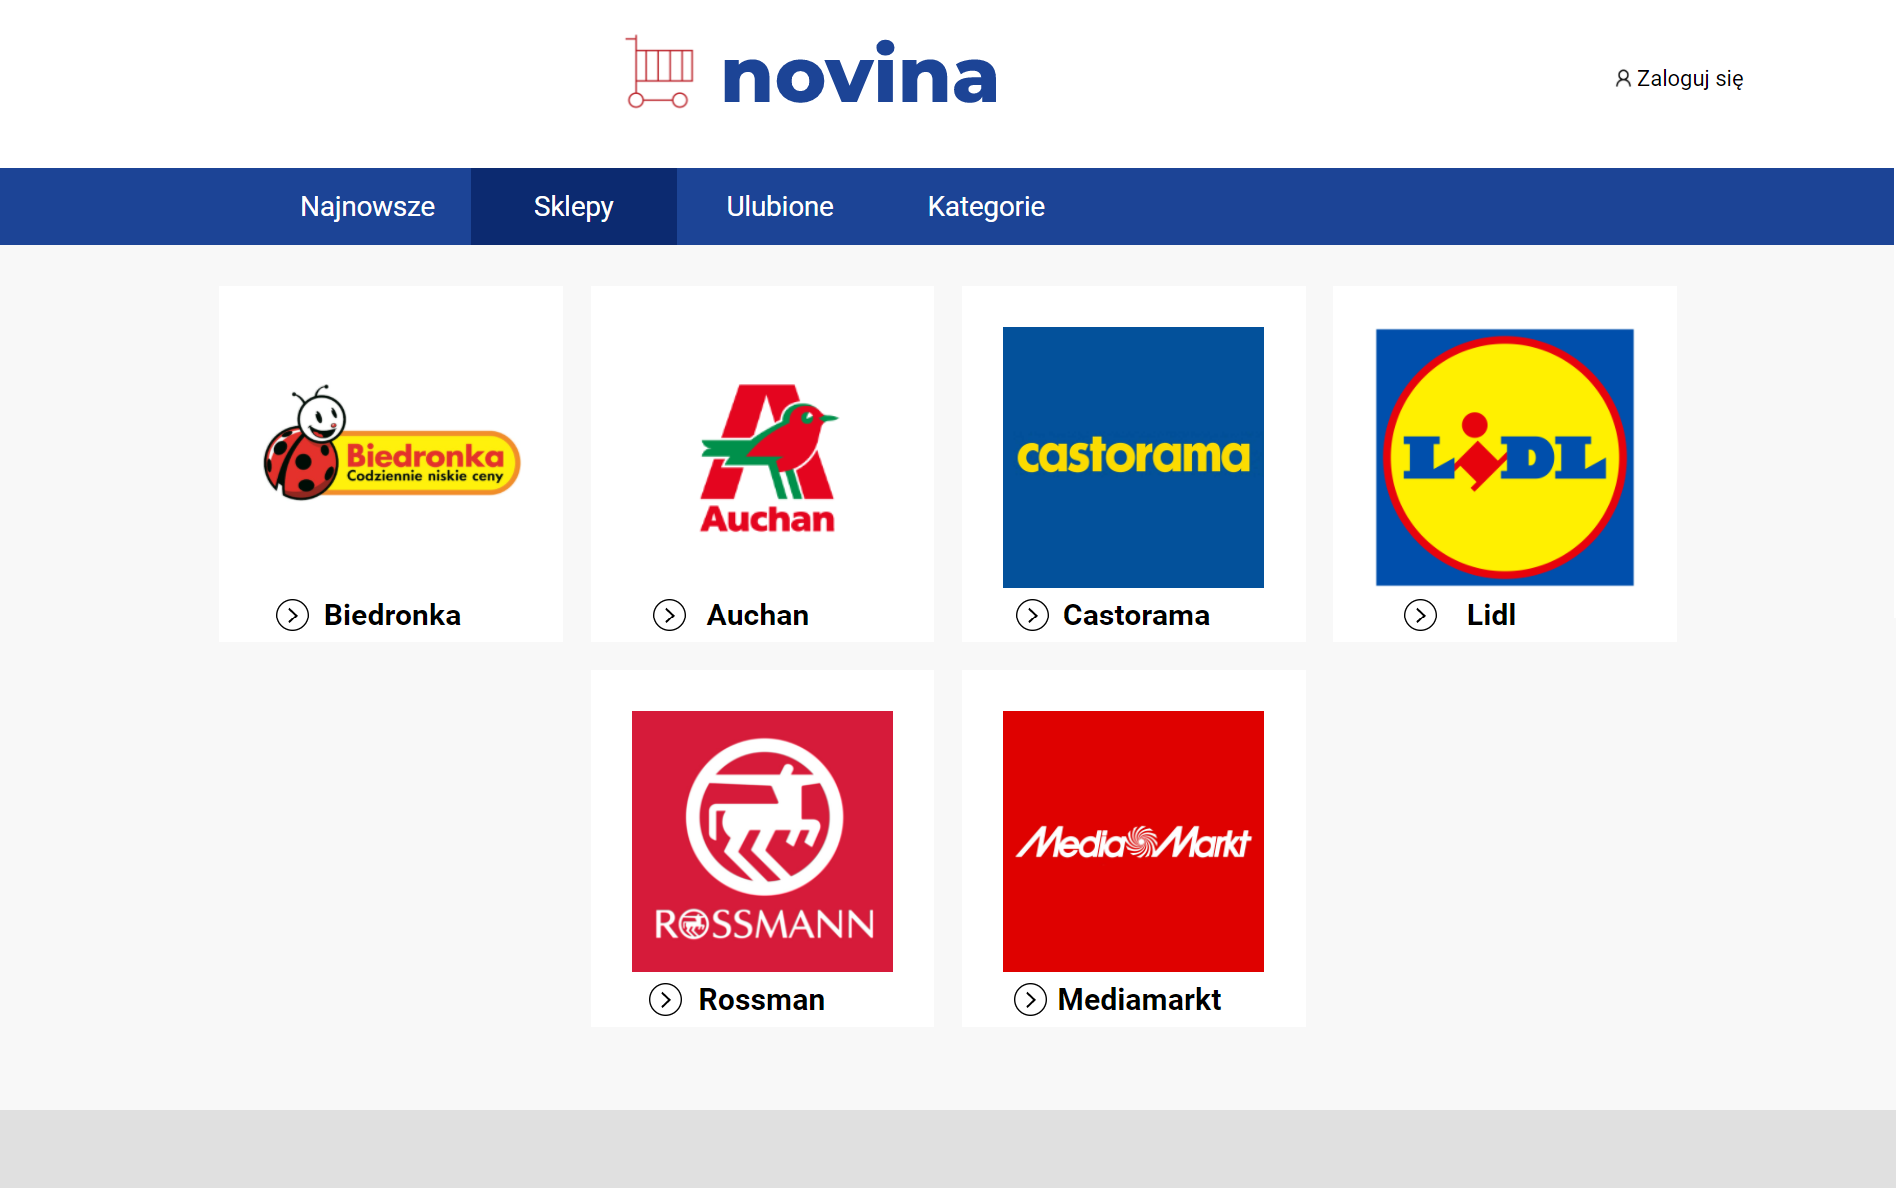 novina
Zaloguj się
Najnowsze
Sklepy
Ulubione
Kategorie
Biedronka
Codziennie niskie ceny
Auchan
castorama
LiDL
Biedronka
Auchan
Castorama
Lidl
ROSSMANN
MediaMarkt
Rossman
Mediamarkt